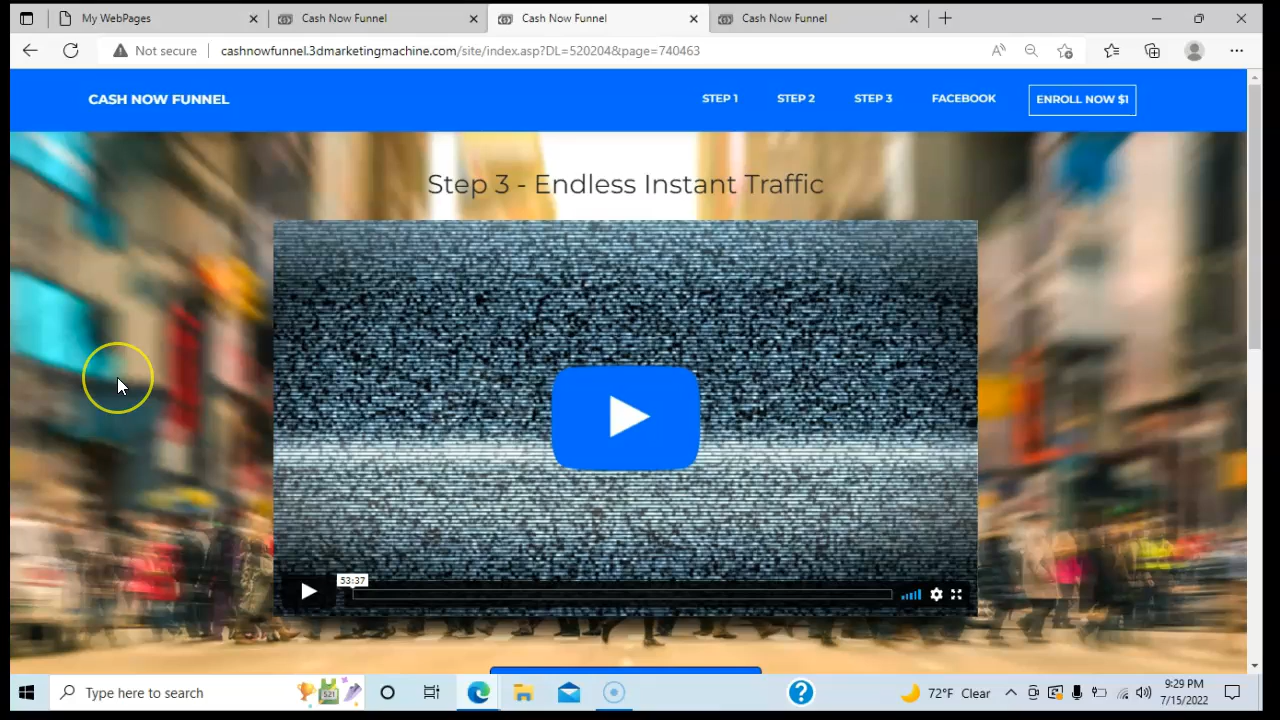 My WebPages
Cash Now Funnel
Cash Now Funnel
Cash Now Funnel
Not secure
cashnowfunnel.3dmarketingmachine.com/site/index.asp?DL=520204&page=740463
CASH NOW FUNNEL
STEP 1
STEP 2
STEP 3
FACEBOOK
ENROLL NOW $1
Step 3 - Endless Instant Traffic
53:37
Type here to search
72°F Clear
9:29 PM
7/15/2022